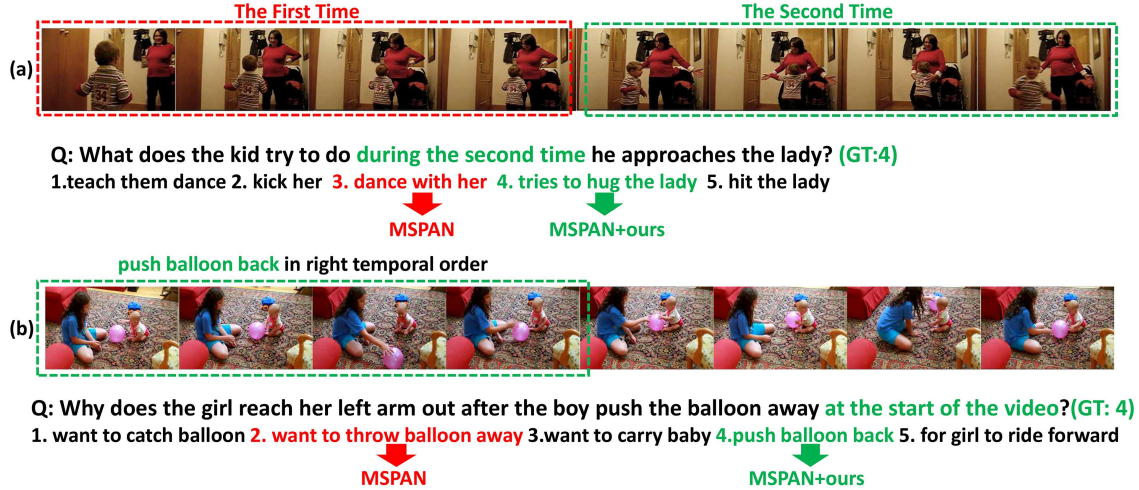 The First Time
The Second Time
(a)
Q: What does the kid try to do during the second time he approaches the lady? (GT:4)
1.teach them dance 2. kick her 3. dance with her 4. tries to hug the lady 5. hit the lady
MSPAN
MSPAN+ours
push balloon back in right temporal order
(b)
Q: Why does the girl reach her left arm out after the boy push the balloon away at the start of the video?(GT: 4)
1. want to catch balloon 2. want to throw balloon away 3.want to carry baby 4.push balloon back 5. for girl to ride forward
MSPAN
MSPAN+ours